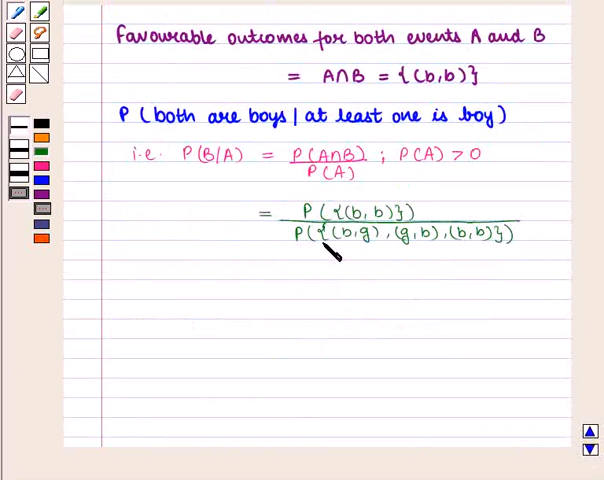 Favourable outcomes for both events A and B
= A∩B = {(b,b)}
P (both are boys | at least one is boy)
i.e. P(B/A) = P(A∩B) ; P(A) > 0
P(A)
= P({(b,b)})
P({(b,g), (g,b), (b,b)})